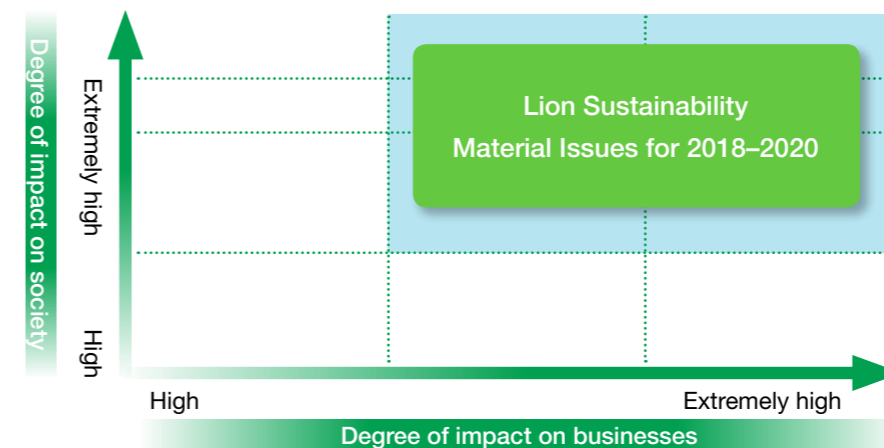 Degree of impact on society
Extremely high
High
Lion Sustainability
Material Issues for 2018–2020
High
Extremely high
Degree of impact on businesses